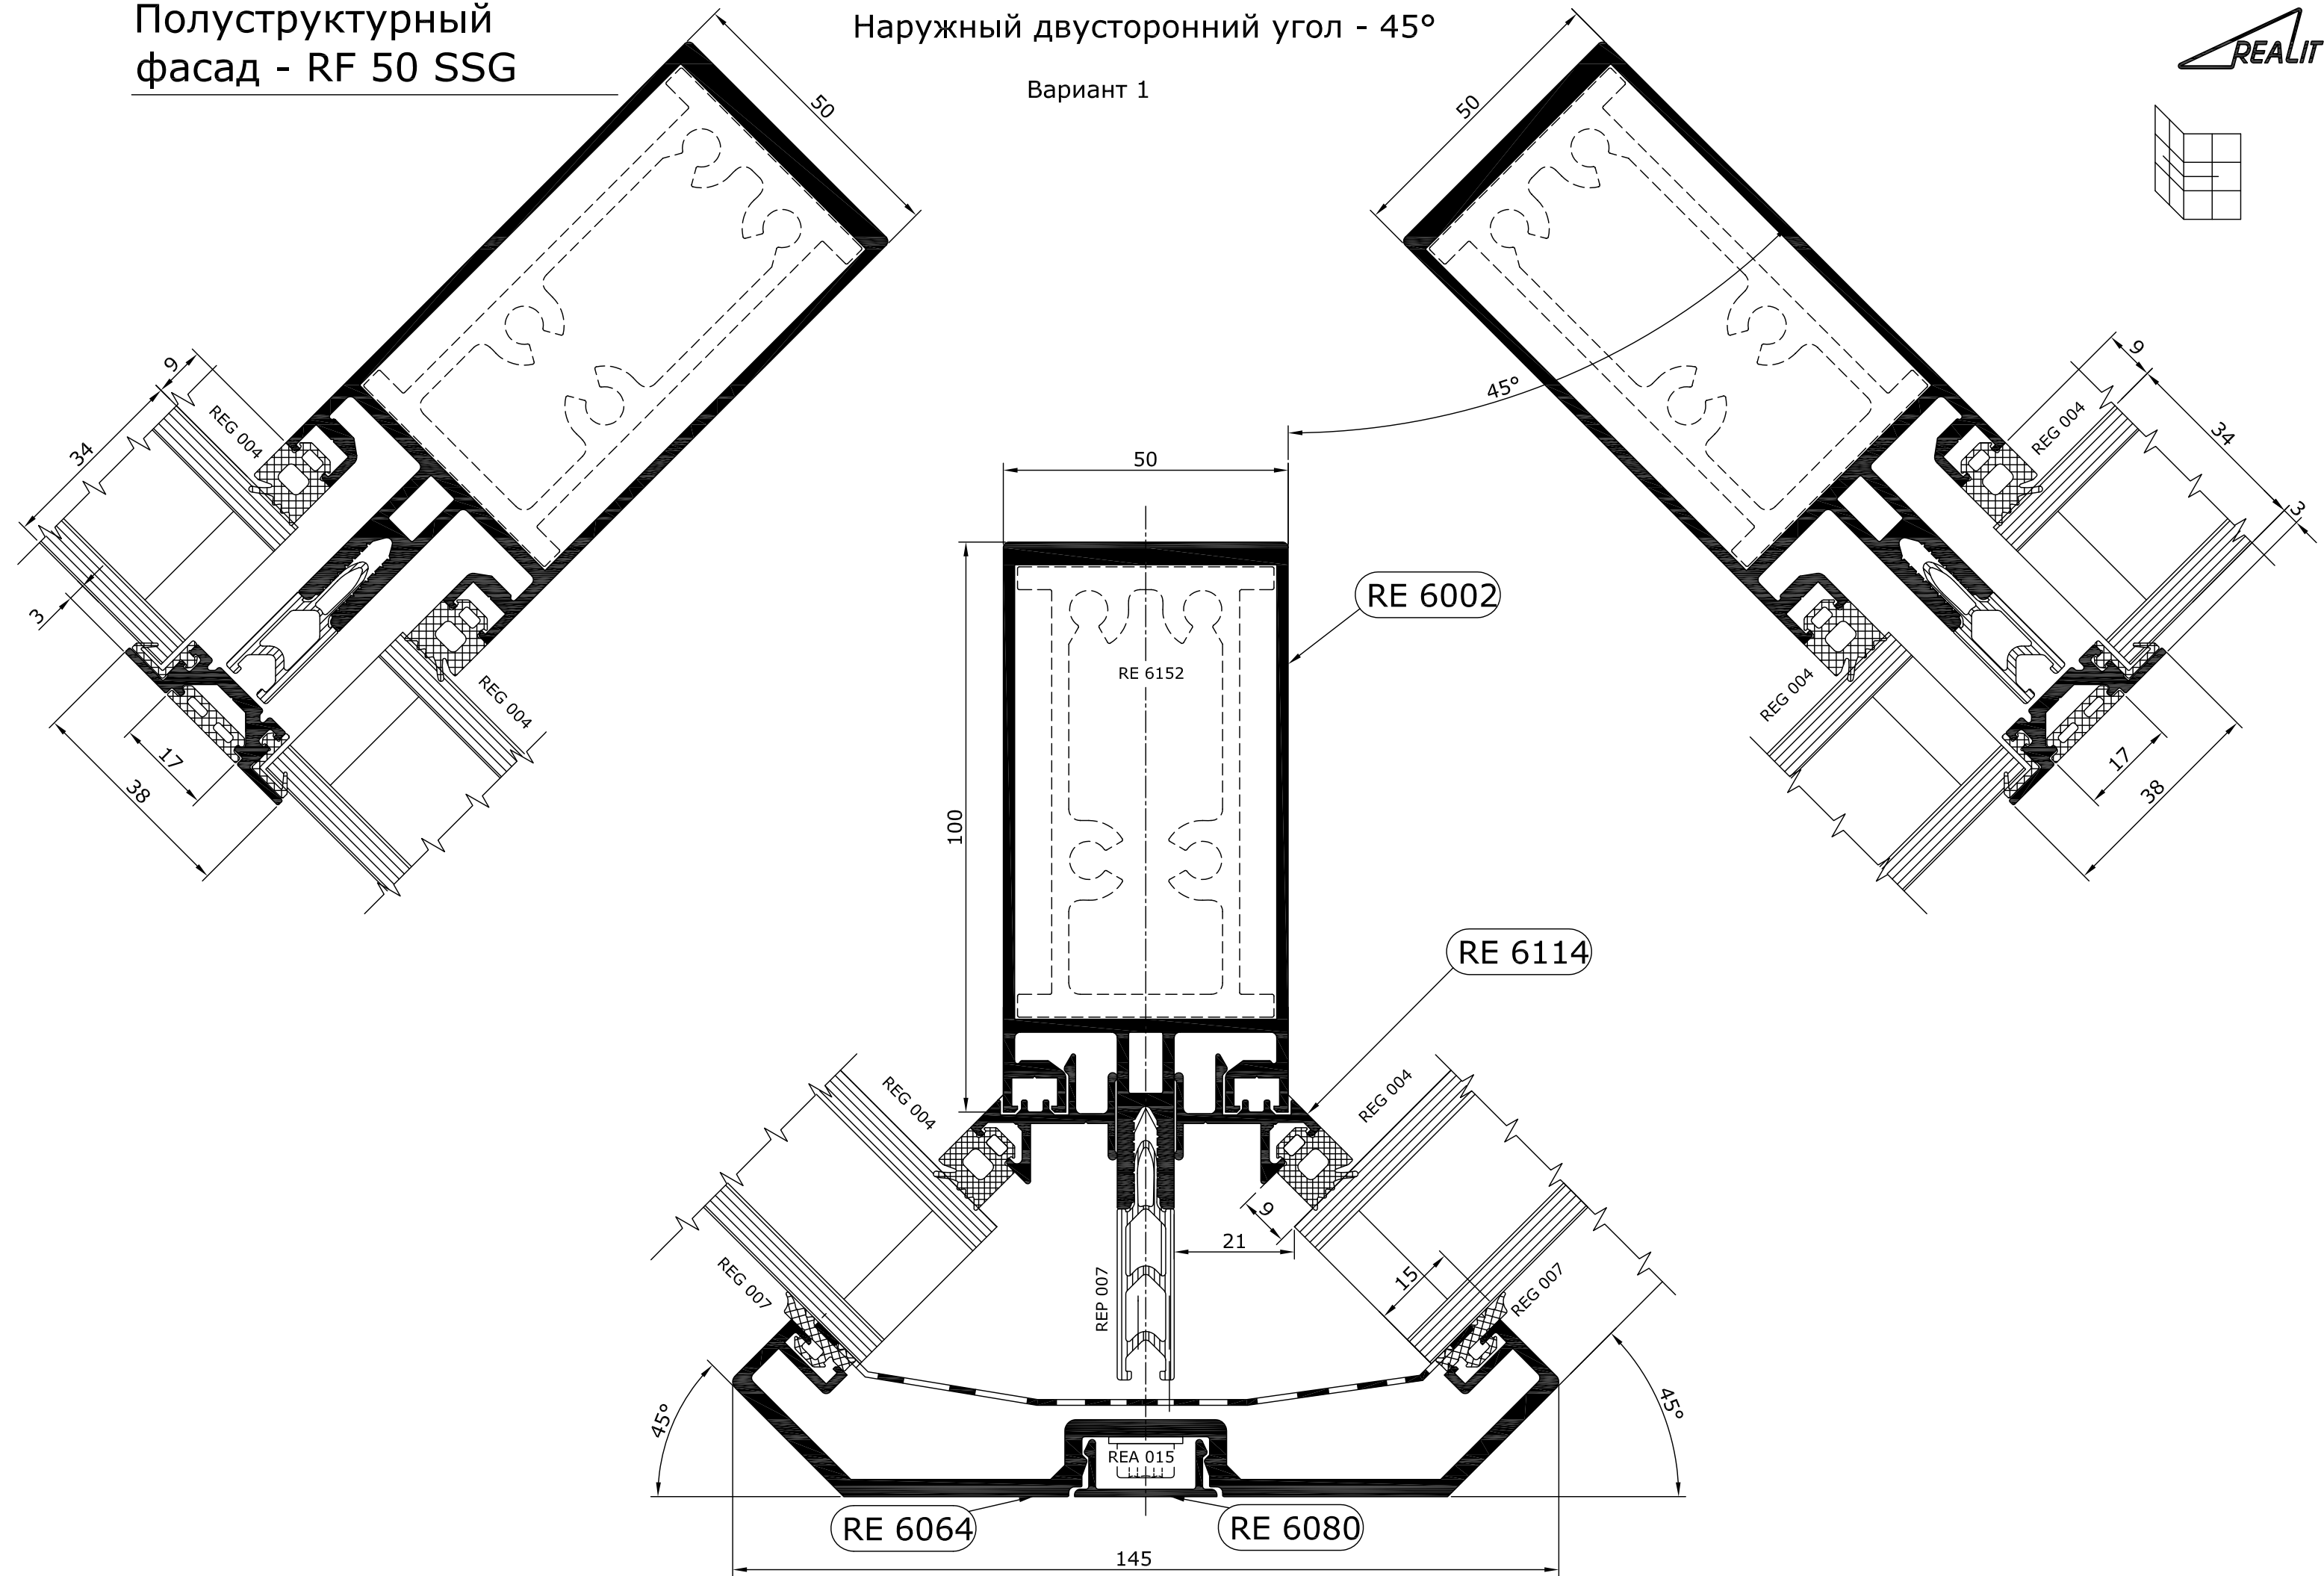 Полуструктурный
фасад - RF 50 SSG
Наружный двусторонний угол - 45°
Вариант 1
REALIT
50
50
9
34
REG 004
3
REG 004
17
38
45°
9
34
REG 004
3
REG 004
17
38
50
100
RE 6002
RE 6152
RE 6114
REG 004
REG 004
9
21
15
REP 007
REG 007
REG 007
45°
45°
REA 015
RE 6064
RE 6080
145